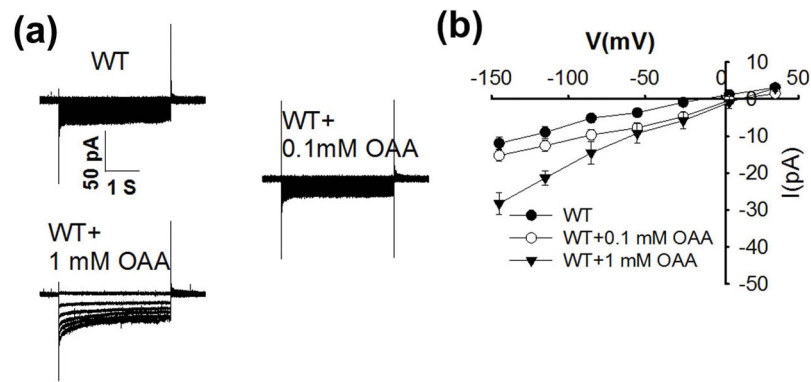 (a)
WT
50 pA
1 S
WT+
0.1mM OAA
WT+
1 mM OAA
(b)
V(mV)
-150 -100 -50 0 50
10
0
-10
-20
-30
-40
-50
I(pA)
WT
WT+0.1 mM OAA
WT+1 mM OAA